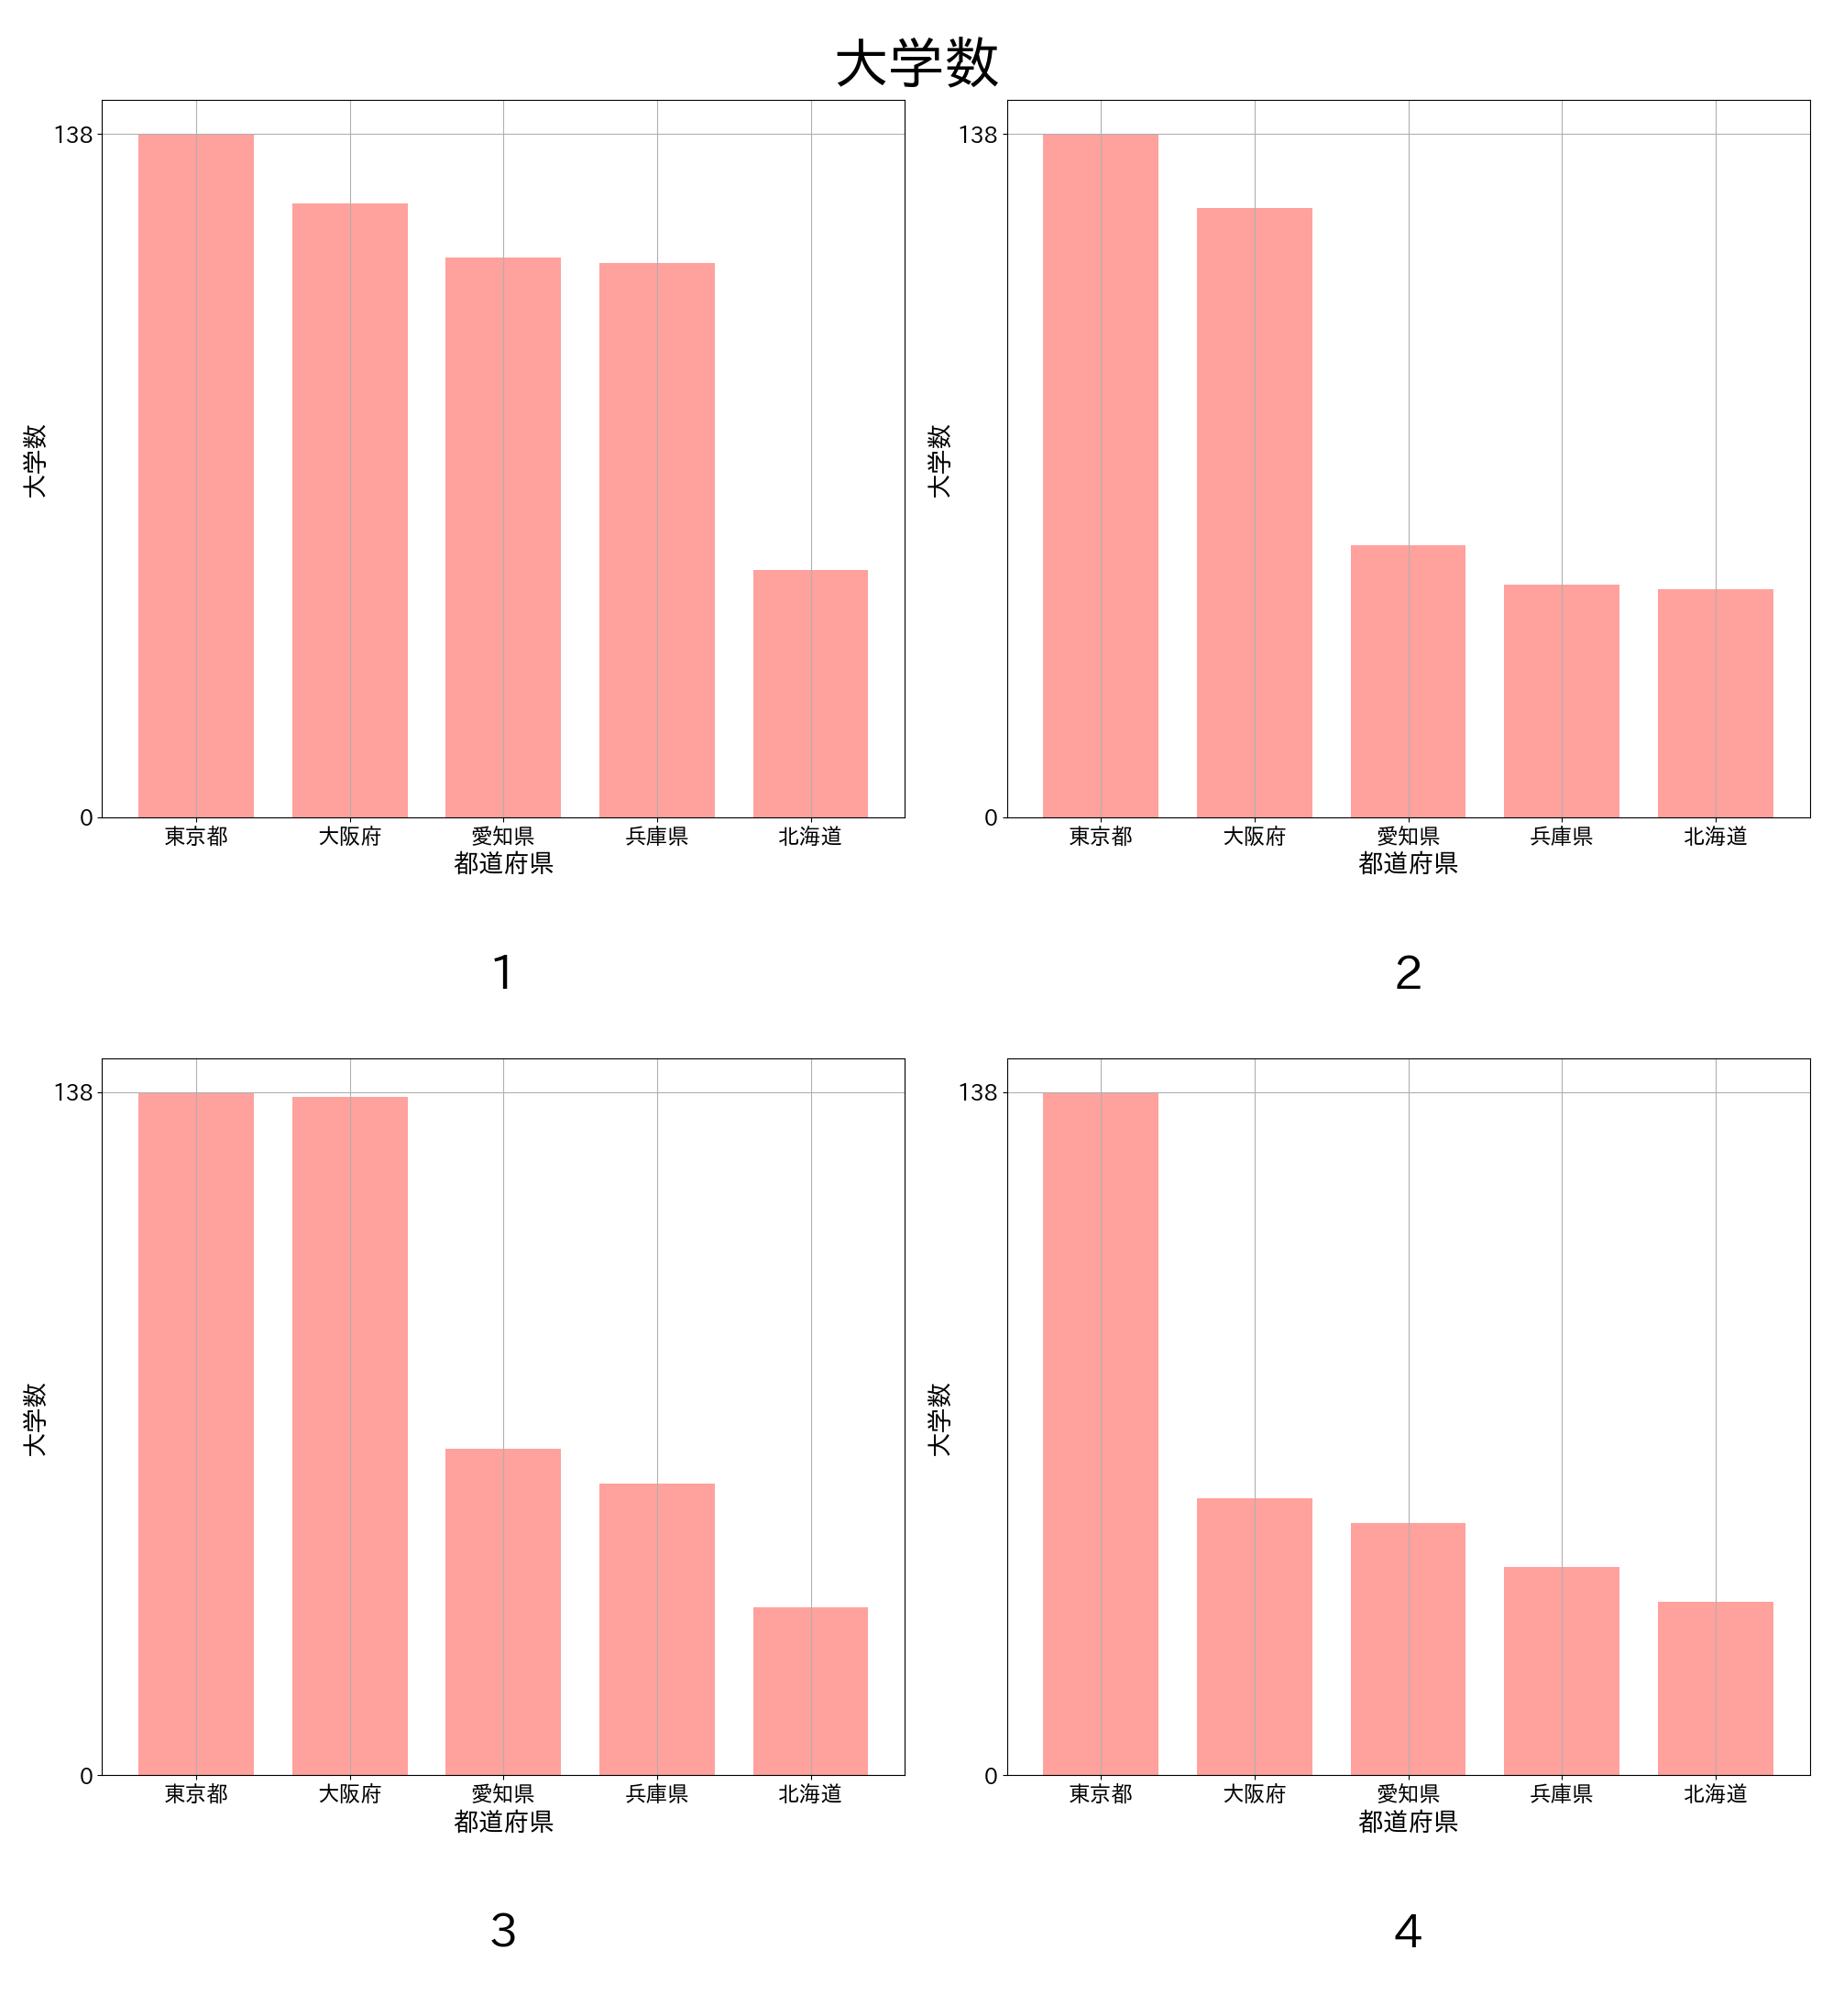 大学数
138
大学数
0
東京都 大阪府 愛知県 兵庫県 北海道
都道府県
1
138
大学数
0
東京都 大阪府 愛知県 兵庫県 北海道
都道府県
2
138
大学数
0
東京都 大阪府 愛知県 兵庫県 北海道
都道府県
3
138
大学数
0
東京都 大阪府 愛知県 兵庫県 北海道
都道府県
4